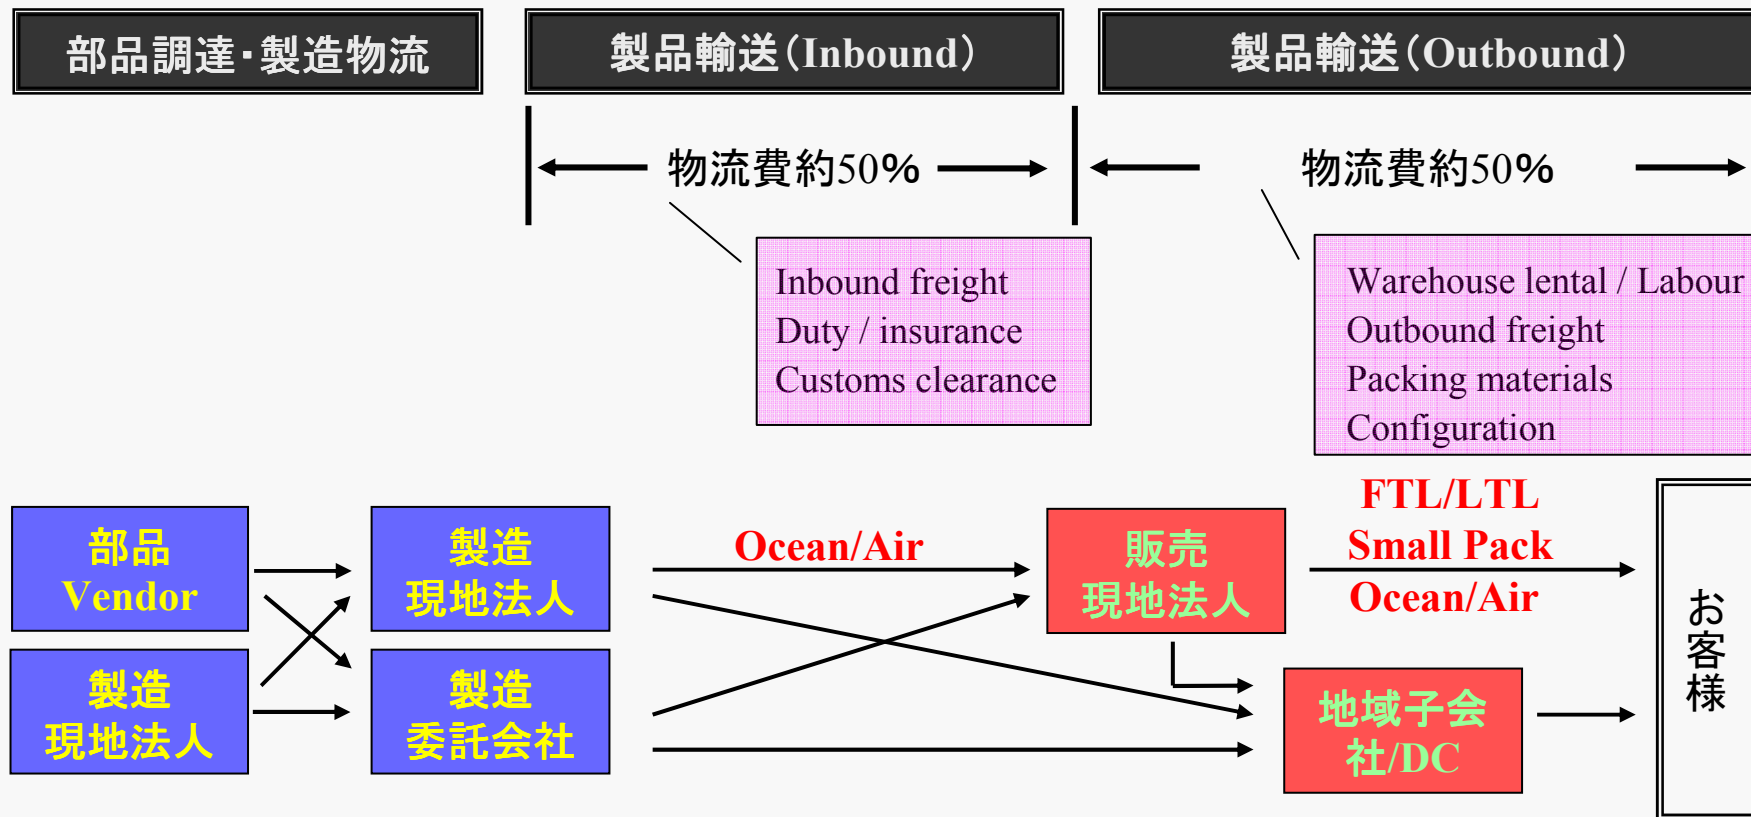 部品調達・製造物流
製品輸送（Inbound）
製品輸送（Outbound）
物流費約50%
物流費約50%
Inbound freight
Duty / insurance
Customs clearance
Warehouse lental / Labour
Outbound freight
Packing materials
Configuration
部品
Vendor
製造
現地法人
製造
現地法人
製造
委託会社
Ocean/Air
販売
現地法人
地域子会
社/DC
FTL/LTL
Small Pack
Ocean/Air
お客様